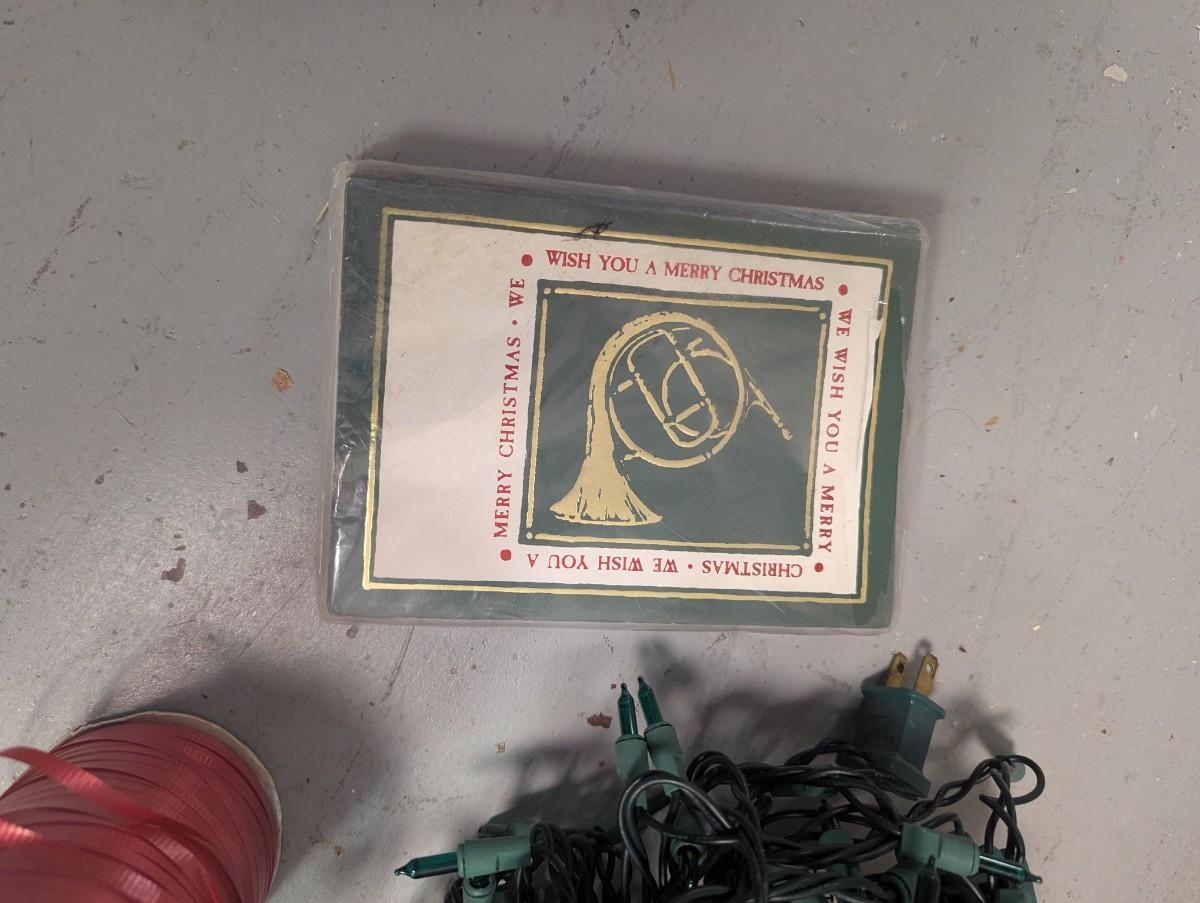 WISH YOU A MERRY CHRISTMAS •
WE WISH YOU A MERRY •
CHRISTMAS • WE WISH YOU A •
MERRY CHRISTMAS • WE •